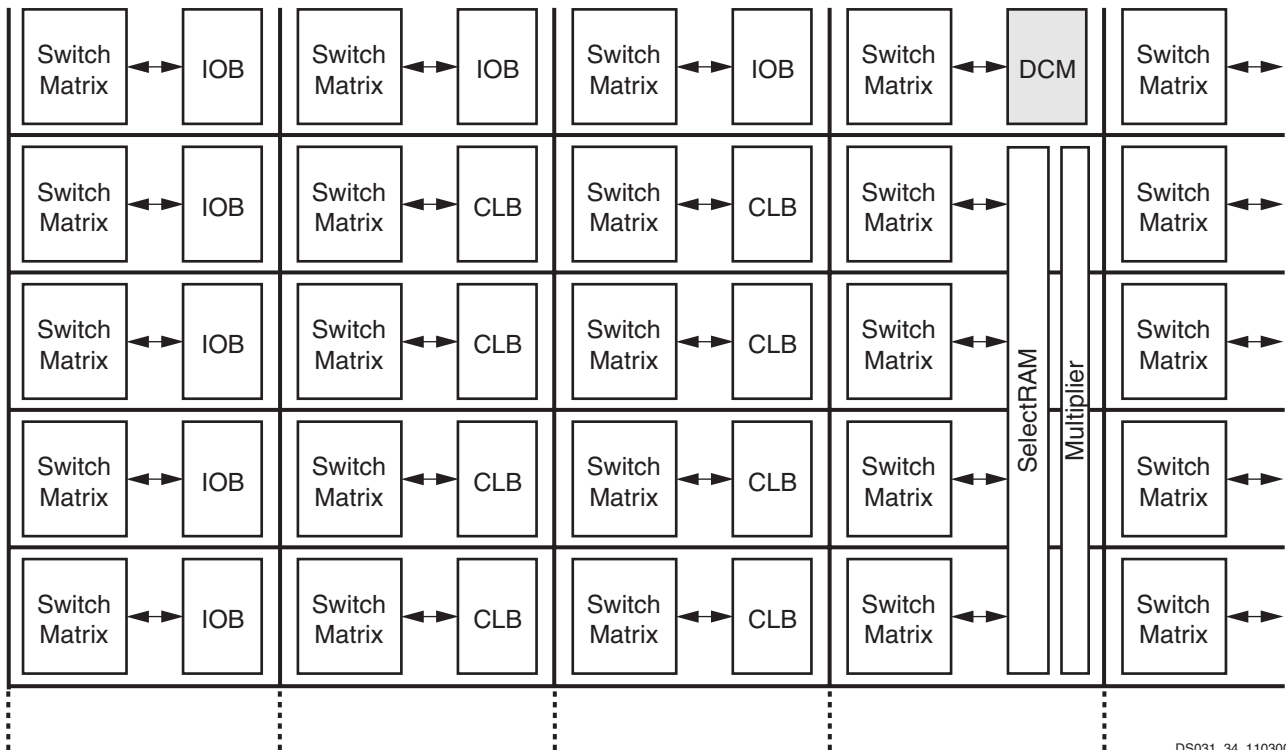 Switch Matrix IOB Switch Matrix IOB Switch Matrix IOB Switch Matrix DCM Switch Matrix
Switch Matrix IOB Switch Matrix CLB Switch Matrix CLB Switch Matrix Switch Matrix
Switch Matrix IOB Switch Matrix CLB Switch Matrix CLB Switch Matrix Switch Matrix
SelectRAM
Multiplier
Switch Matrix IOB Switch Matrix CLB Switch Matrix CLB Switch Matrix Switch Matrix
Switch Matrix IOB Switch Matrix CLB Switch Matrix CLB Switch Matrix Switch Matrix